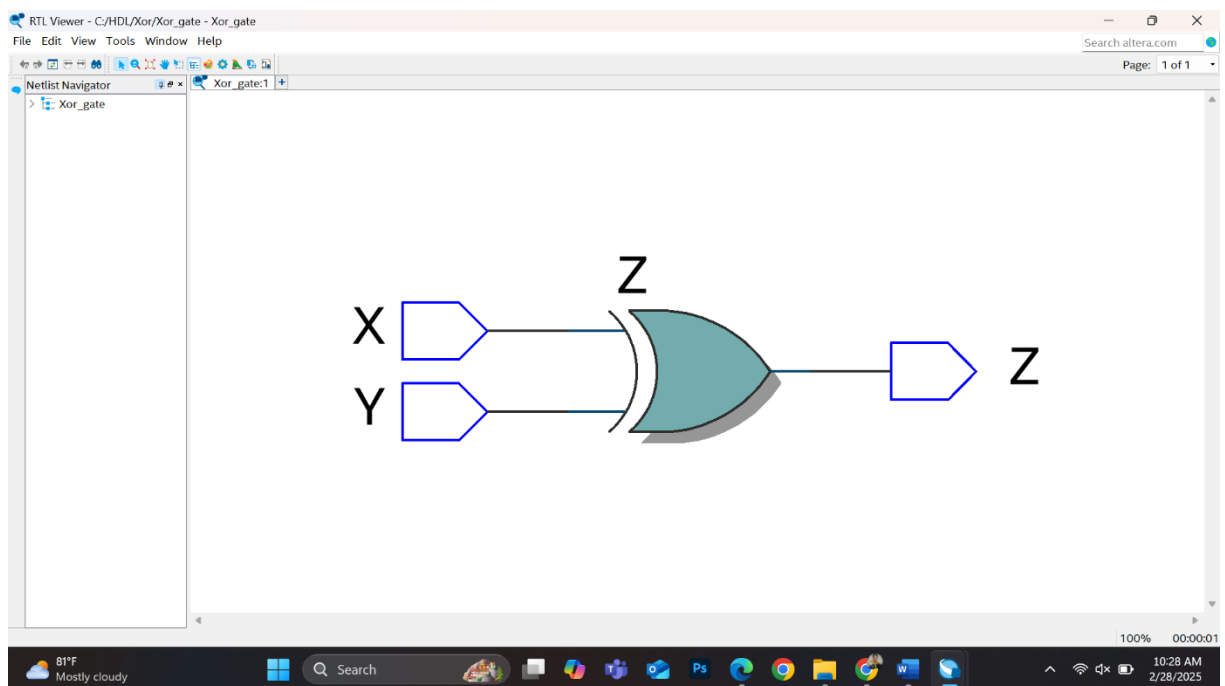 RTL Viewer - C:/HDL/Xor/Xor_gate - Xor_gate
File Edit View Tools Window Help
Search altera.com
Page: 1 of 1
Netlist Navigator
Xor_gate:1
Xor_gate
Z
X
Y
Z
100% 00:00:01
81°F
Mostly cloudy
Search
Ps
10:28 AM
2/28/2025